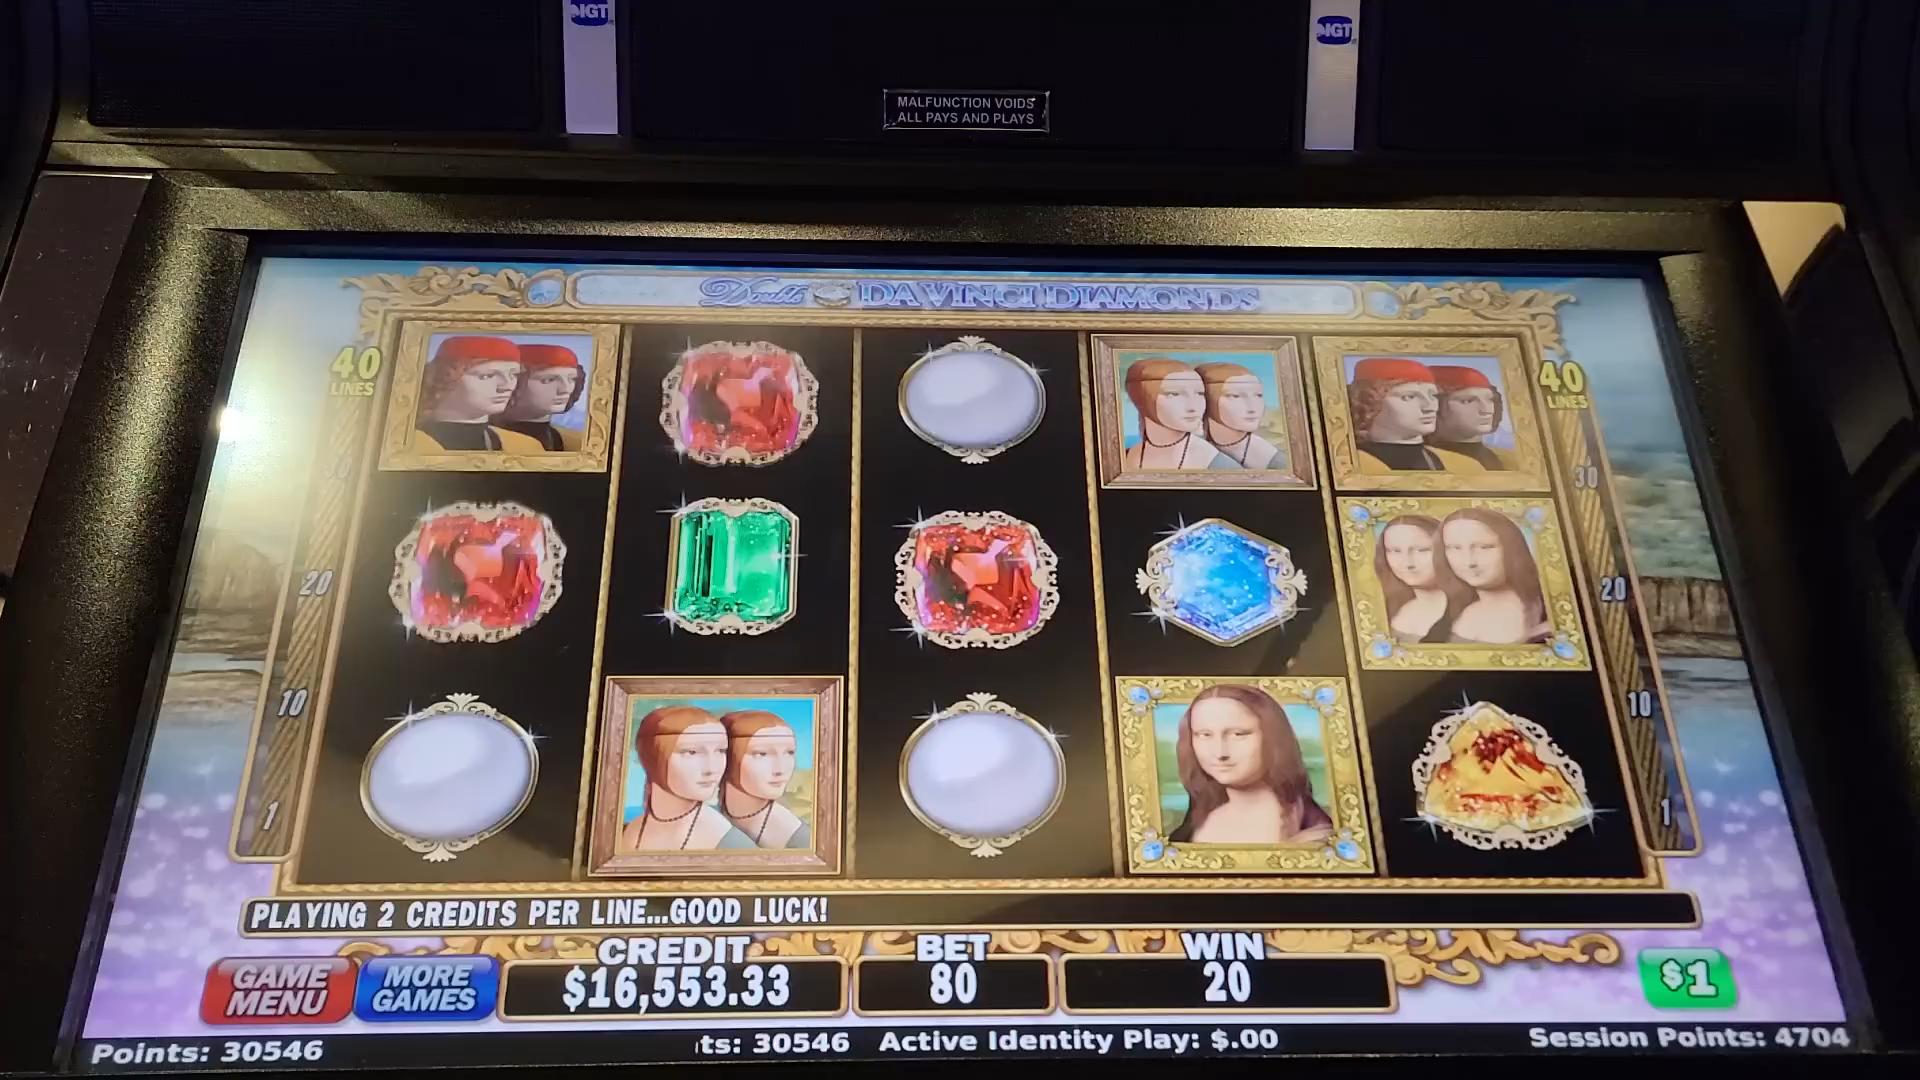 IGT
IGT
MALFUNCTION VOIDS
ALL PAYS AND PLAYS
Double DA VINCI DIAMONDS
40
LINES
40
LINES
30
20
20
10
10
1
1
PLAYING 2 CREDITS PER LINE...GOOD LUCK!
GAME
MENU
MORE
GAMES
CREDIT
$16,553.33
BET
80
WIN
20
$1
Points: 30546
ts: 30546
Active Identity Play: $.00
Session Points: 4704